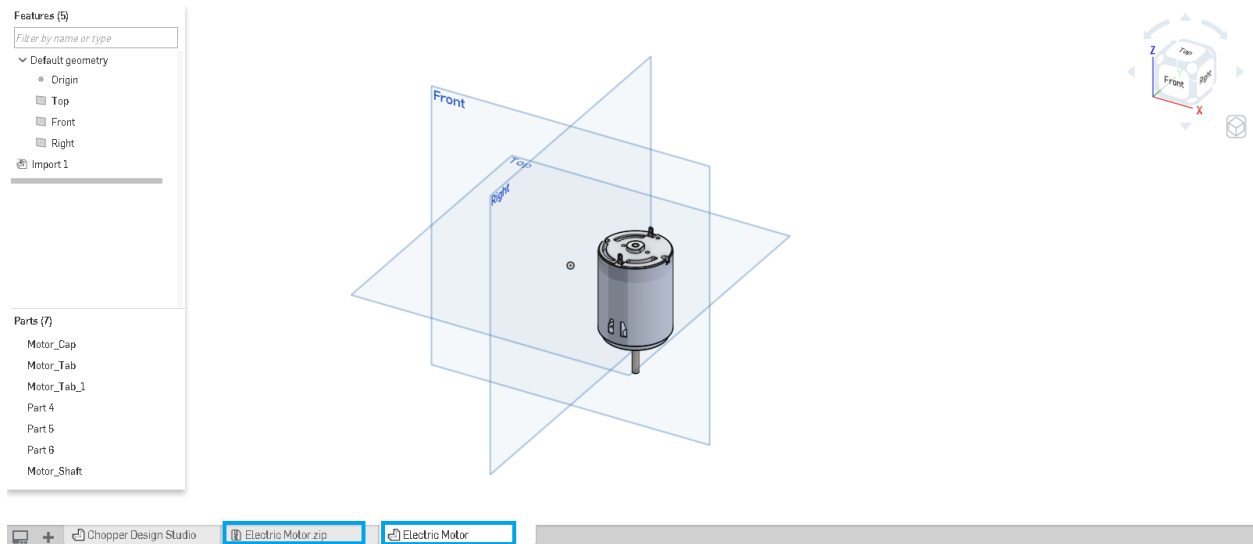 Features (5)
Filter by name or type
Default geometry
Origin
Top
Front
Right
Import 1
Parts (7)
Motor_Cap
Motor_Tab
Motor_Tab_1
Part 4
Part 5
Part 6
Motor_Shaft
Front
Top
Right
Z
Top
Front
Right
Y
X
Chopper Design Studio
Electric Motor.zip
Electric Motor